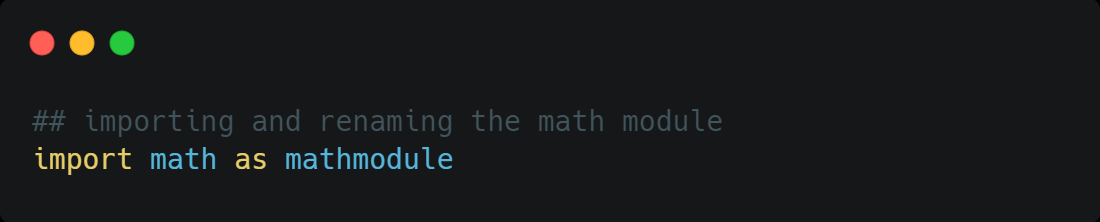 ## importing and renaming the math module
import math as mathmodule